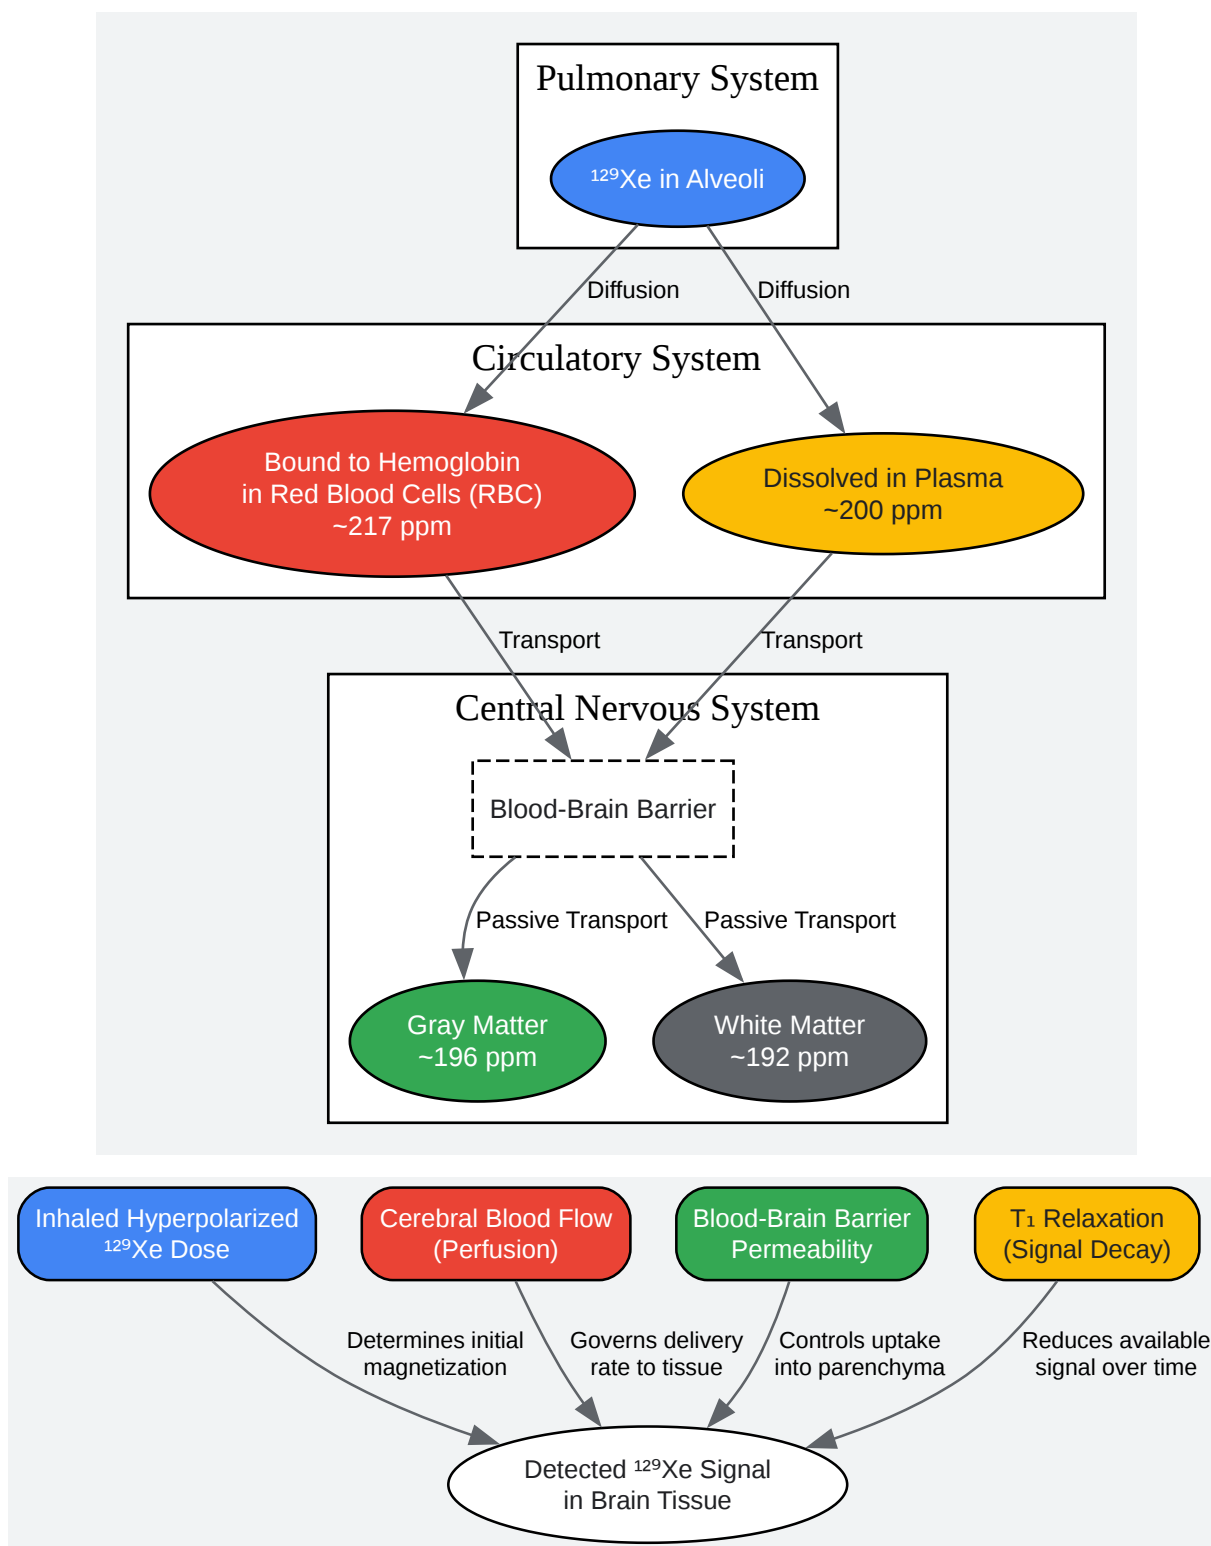 Pulmonary System
¹²⁹Xe in Alveoli
Diffusion
Diffusion
Circulatory System
Bound to Hemoglobin
in Red Blood Cells (RBC)
~217 ppm
Dissolved in Plasma
~200 ppm
Transport
Transport
Central Nervous System
Blood-Brain Barrier
Passive Transport
Passive Transport
Gray Matter
~196 ppm
White Matter
~192 ppm
Inhaled Hyperpolarized
¹²⁹Xe Dose
Cerebral Blood Flow
(Perfusion)
Blood-Brain Barrier
Permeability
T₁ Relaxation
(Signal Decay)
Determines initial
magnetization
Governs delivery
rate to tissue
Controls uptake
into parenchyma
Reduces available
signal over time
Detected ¹²⁹Xe Signal
in Brain Tissue